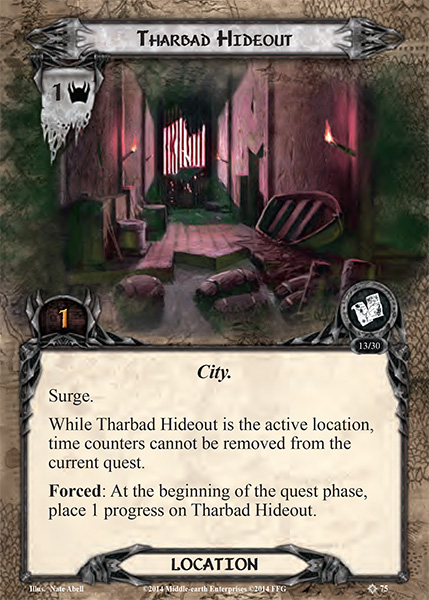 Tharbad Hideout
1
1
13/30
City.
Surge.
While Tharbad Hideout is the active location,
time counters cannot be removed from the
current quest.
Forced: At the beginning of the quest phase,
place 1 progress on Tharbad Hideout.
LOCATION
Illus. Nate Abell
©2014 Middle-earth Enterprises ©2014 FFG
75